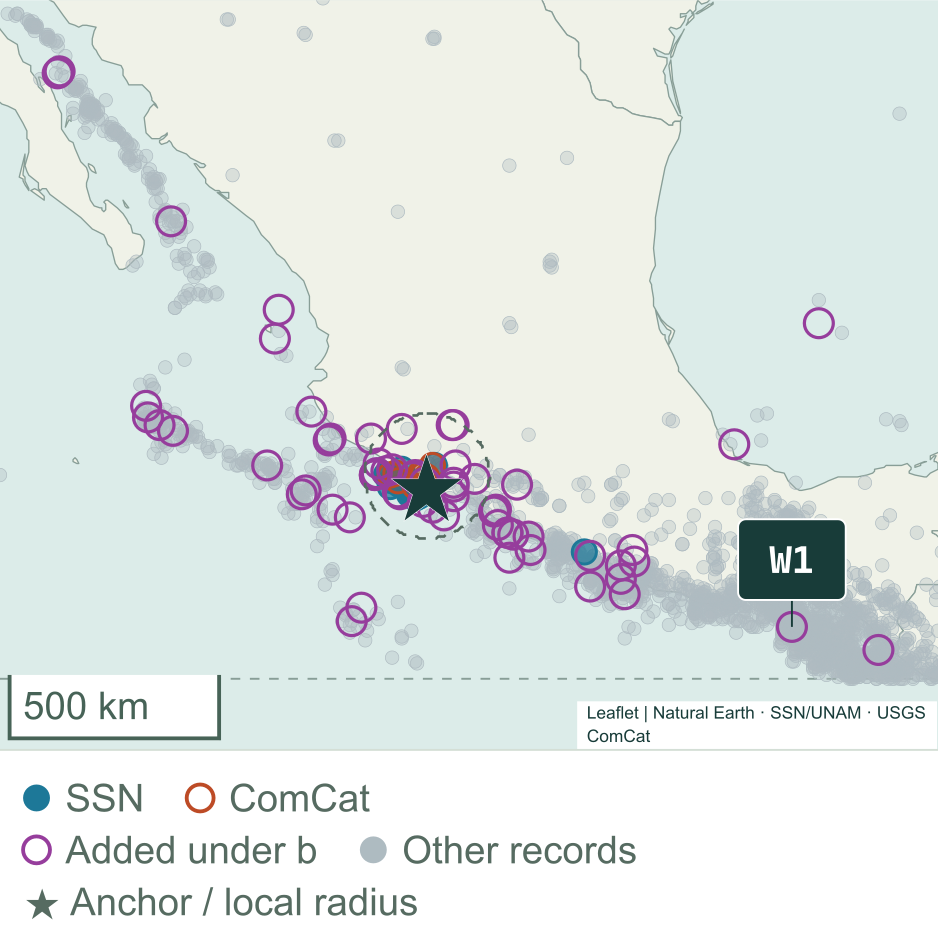 W1
500 km
Leaflet | Natural Earth · SSN/UNAM · USGS
ComCat
SSN ComCat
Added under b Other records
Anchor / local radius